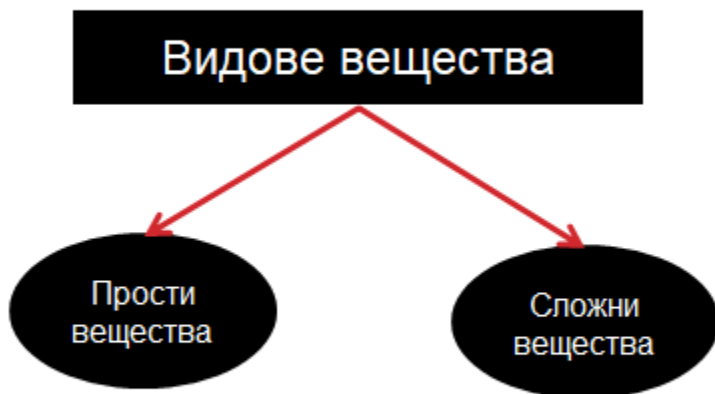 Видове вещества
Прости
вещества
Сложни
вещества